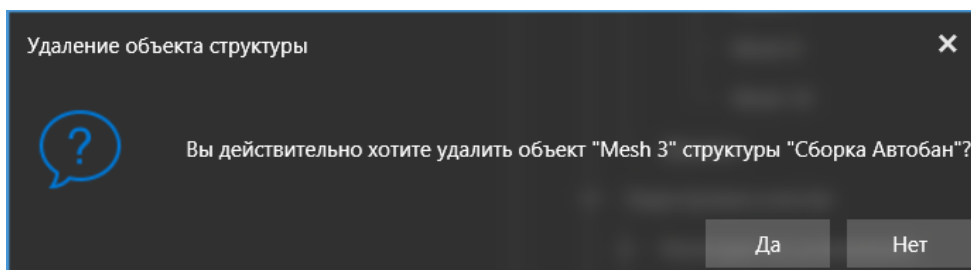 Удаление объекта структуры
Вы действительно хотите удалить объект "Mesh 3" структуры "Сборка Автобан"?
Да
Нет